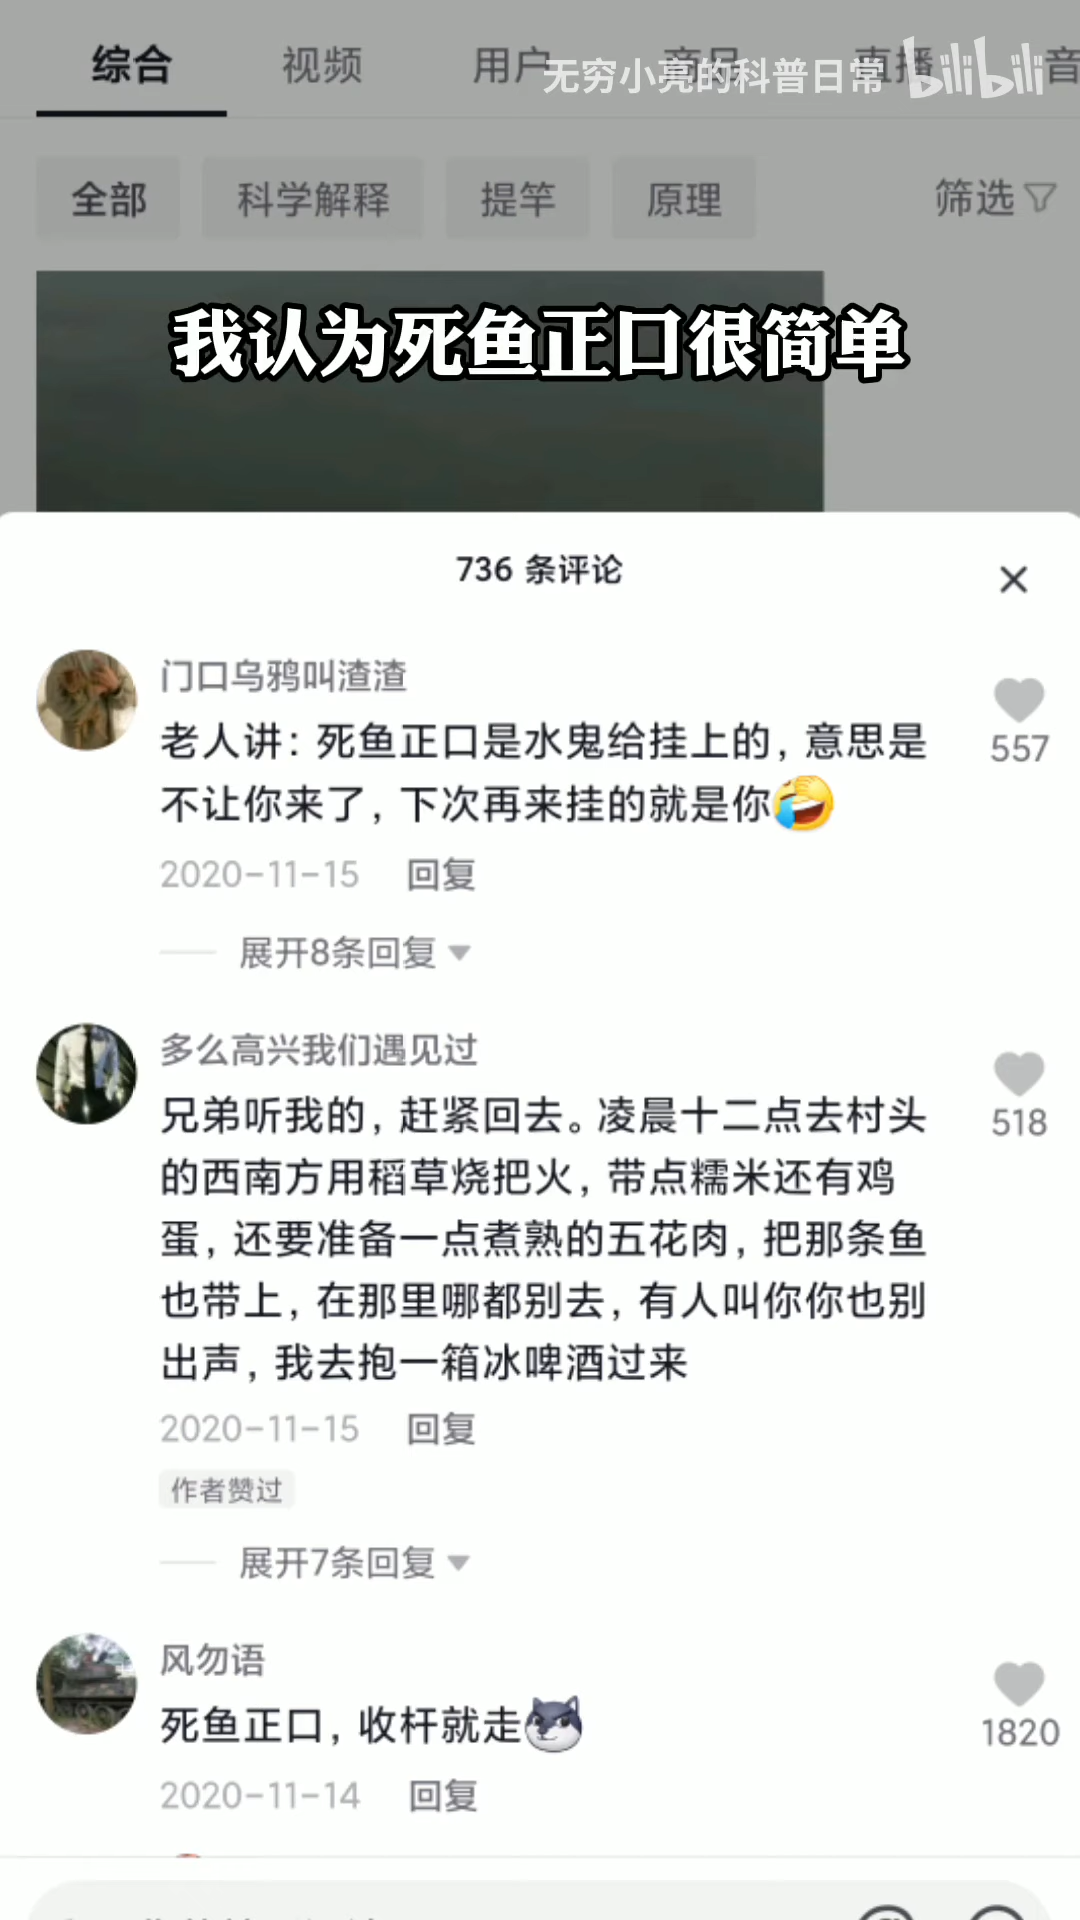 综合 视频 用户 直播 音
无穷小亮的科普日常 bilibili
全部 科学解释 提竿 原理 筛选
我认为死鱼正口很简单
736 条评论
门口乌鸦叫渣渣
老人讲：死鱼正口是水鬼给挂上的，意思是
不让你来了，下次再来挂的就是你
557
2020-11-15 回复
展开8条回复
多么高兴我们遇见过
兄弟听我的，赶紧回去。凌晨十二点去村头
的西南方用稻草烧把火，带点糯米还有鸡
蛋，还要准备一点煮熟的五花肉，把那条鱼
也带上，在那里哪都别去，有人叫你你也别
出声，我去抱一箱冰啤酒过来
518
2020-11-15 回复
作者赞过
展开7条回复
风勿语
死鱼正口，收杆就走
1820
2020-11-14 回复